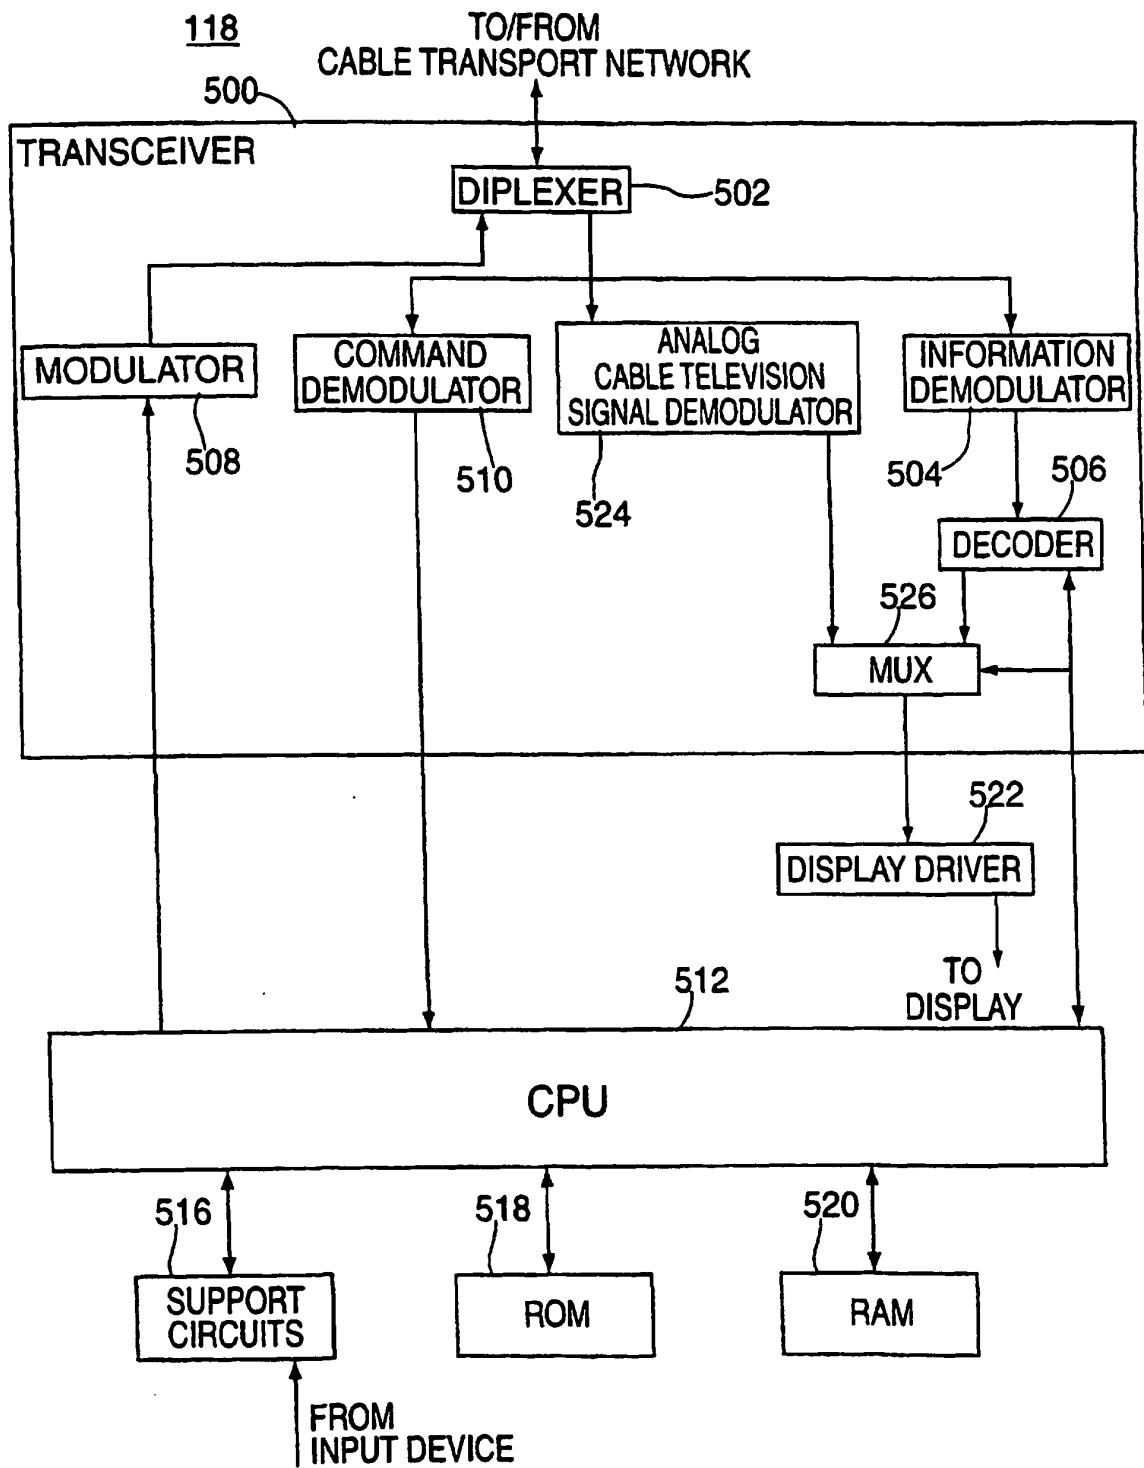 118
TO/FROM
CABLE TRANSPORT NETWORK
500
TRANSCEIVER
DIPLEXER
502
MODULATOR
508
COMMAND
DEMODULATOR
510
ANALOG
CABLE TELEVISION
SIGNAL DEMODULATOR
524
INFORMATION
DEMODULATOR
504
506
DECODER
526
MUX
522
DISPLAY DRIVER
TO
DISPLAY
512
CPU
516
SUPPORT
CIRCUITS
518
ROM
520
RAM
FROM
INPUT DEVICE